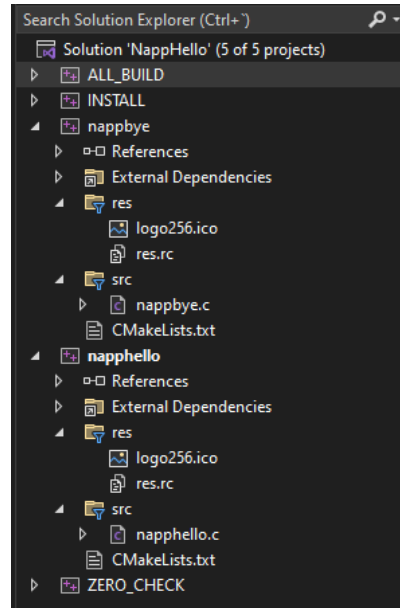 Search Solution Explorer (Ctrl+`)
Solution 'NappHello' (5 of 5 projects)
ALL_BUILD
INSTALL
nappbye
References
External Dependencies
res
logo256.ico
res.rc
src
nappbye.c
CMakeLists.txt
napphello
References
External Dependencies
res
logo256.ico
res.rc
src
napphello.c
CMakeLists.txt
ZERO_CHECK